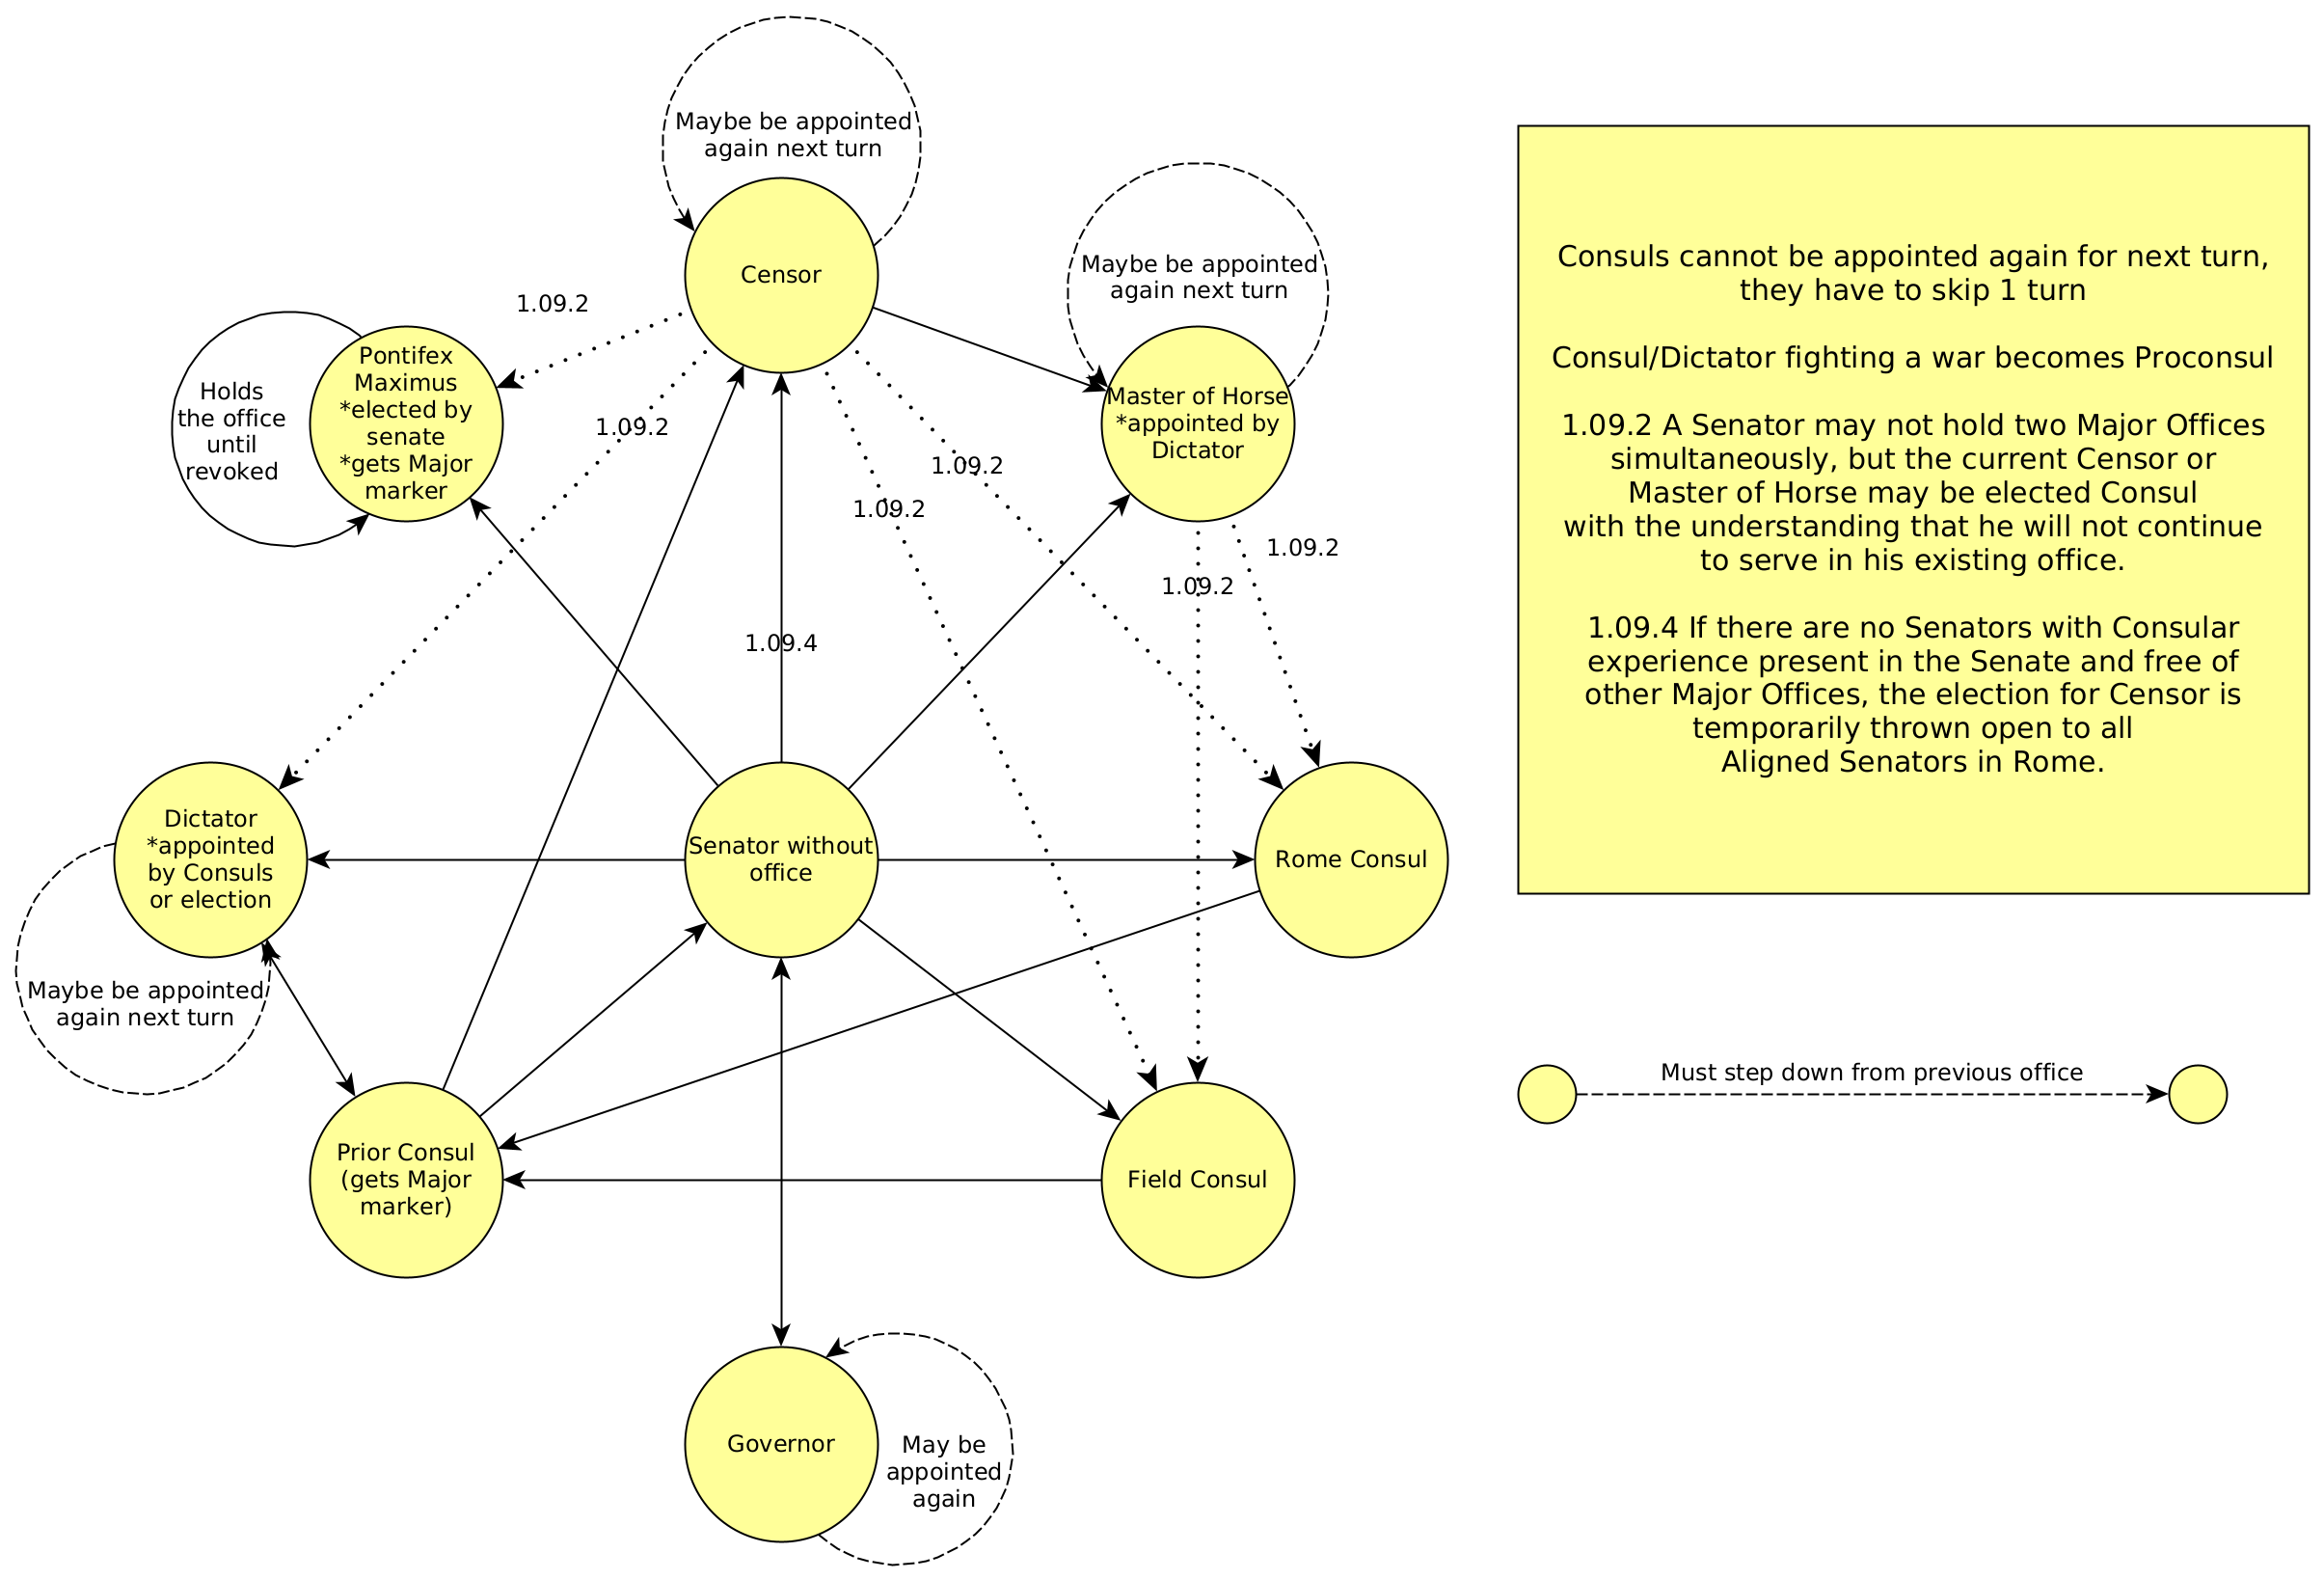 Maybe be appointed
again next turn
Censor
Maybe be appointed
again next turn
1.09.2
Pontifex
Maximus
*elected by
senate
*gets Major
marker
Holds
the office
until
revoked
Master of Horse
*appointed by
Dictator
1.09.2
1.09.2
1.09.2
1.09.2
1.09.2
1.09.4
Dictator
*appointed
by Consuls
or election
Senator without
office
Rome Consul
Maybe be appointed
again next turn
Prior Consul
(gets Major
marker)
Field Consul
Governor
May be
appointed
again
Consuls cannot be appointed again for next turn,
they have to skip 1 turn
Consul/Dictator fighting a war becomes Proconsul
1.09.2 A Senator may not hold two Major Offices
simultaneously, but the current Censor or
Master of Horse may be elected Consul
with the understanding that he will not continue
to serve in his existing office.
1.09.4 If there are no Senators with Consular
experience present in the Senate and free of
other Major Offices, the election for Censor is
temporarily thrown open to all
Aligned Senators in Rome.
Must step down from previous office